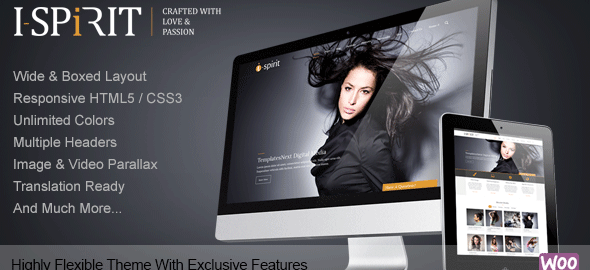 I-SPiRIT
CRAFTED WITH
LOVE &
PASSION
Wide & Boxed Layout
Responsive HTML5 / CSS3
Unlimited Colors
Multiple Headers
Image & Video Parallax
Translation Ready
And Much More...
i-spirit
TemplatesNext Digital Media
Highly Flexible Theme With Exclusive Features
WOO